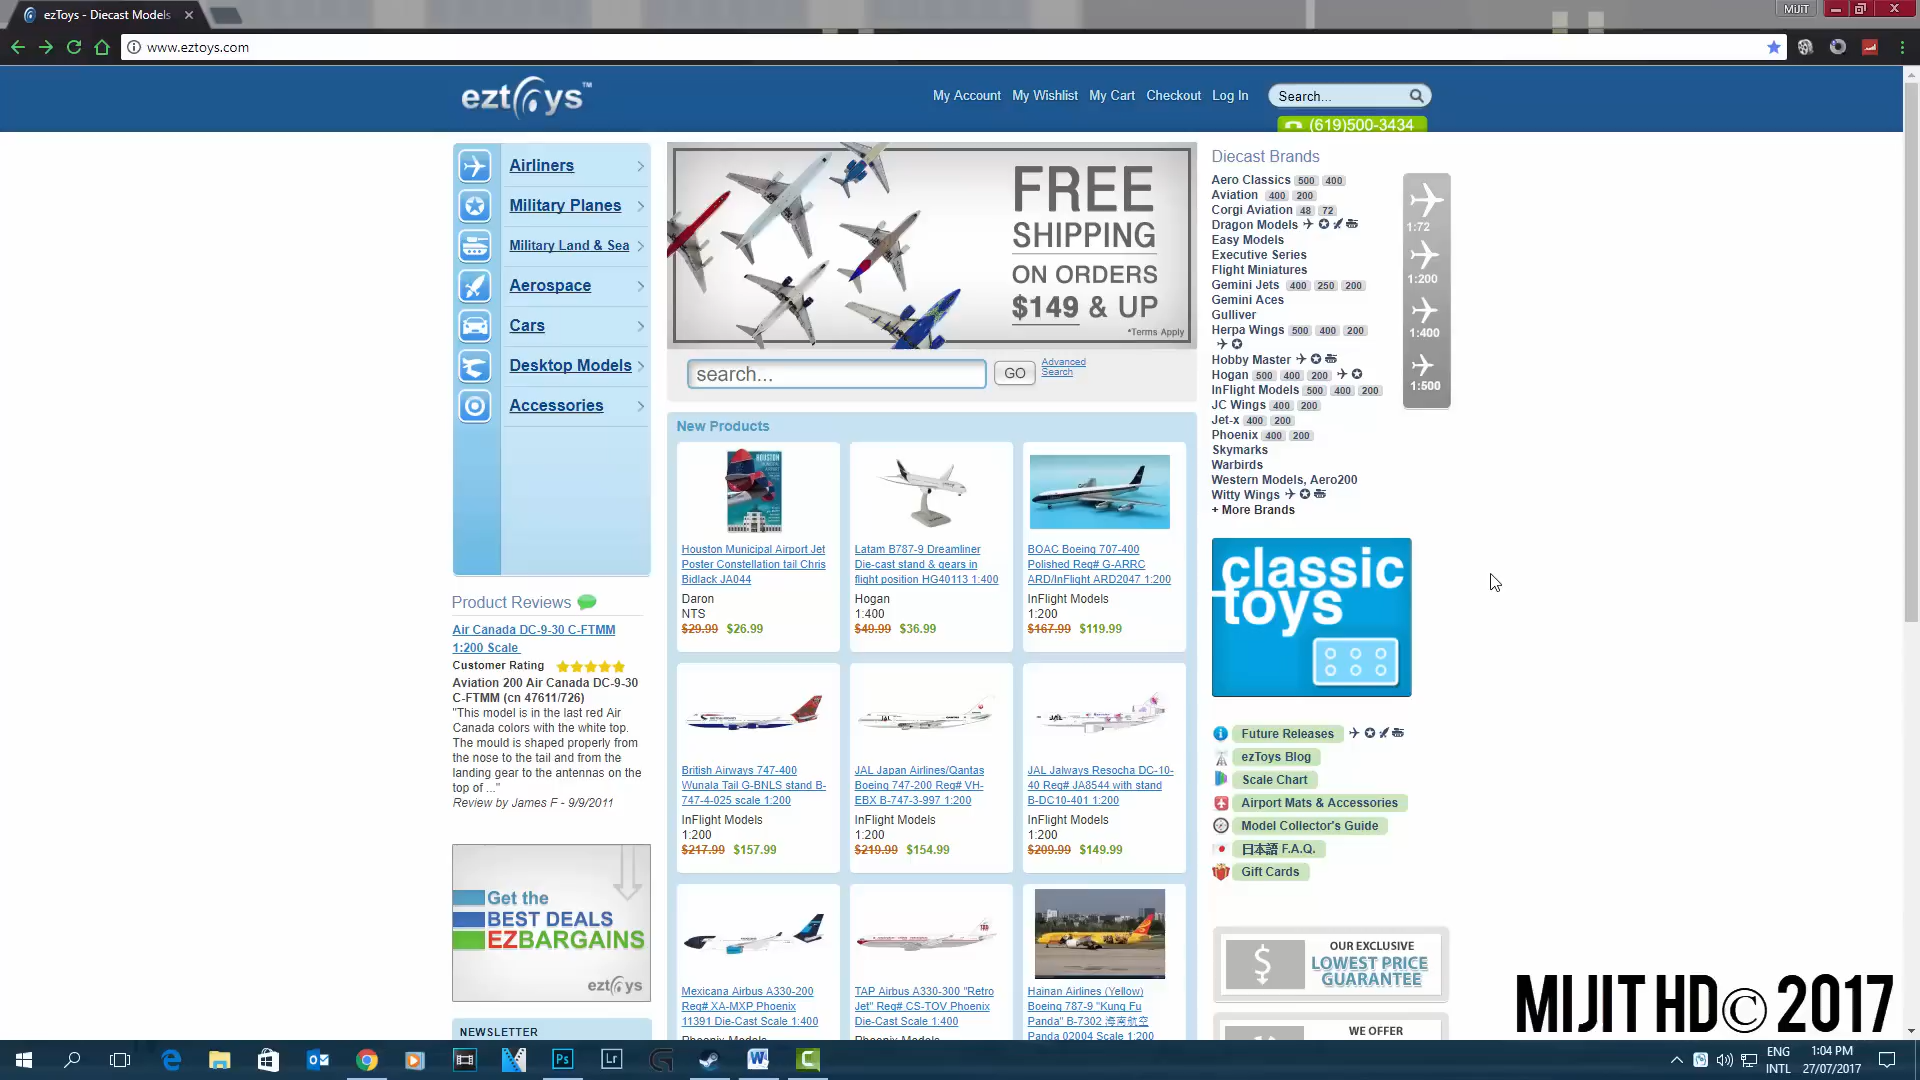 ezToys - Diecast Models
MiJiT
www.eztoys.com
eztoys™
My Account
My Wishlist
My Cart
Checkout
Log In
Search...
(619)500-3434
Airliners
Military Planes
Military Land & Sea
Aerospace
Cars
Desktop Models
Accessories
FREE
SHIPPING
ON ORDERS
$149 & UP
*Terms Apply
search...
GO
Advanced
Search
Diecast Brands
Aero Classics 500 400
Aviation 400 200
Corgi Aviation 48 72
Dragon Models
Easy Models
Executive Series
Flight Miniatures
Gemini Jets 400 250 200
Gemini Aces
Gulliver
Herpa Wings 500 400 200
Hobby Master
Hogan 500 400 200
InFlight Models 500 400 200
JC Wings 400 200
Jet-x 400 200
Phoenix 400 200
Skymarks
Warbirds
Western Models, Aero200
Witty Wings
+ More Brands
1:72
1:200
1:400
1:500
New Products
HOUSTON
Houston Municipal Airport Jet
Poster Constellation tail Chris
Bidlack JA044
Daron
NTS
$29.99 $26.99
Latam B787-9 Dreamliner
Die-cast stand & gears in
flight position HG40113 1:400
Hogan
1:400
$49.99 $36.99
BOAC Boeing 707-400
Polished Reg# G-ARRC
ARD/InFlight ARD2047 1:200
InFlight Models
1:200
$167.99 $119.99
British Airways 747-400
Wunala Tail G-BNLS stand B-
747-4-025 scale 1:200
InFlight Models
1:200
$217.99 $157.99
JAL Japan Airlines/Qantas
Boeing 747-200 Reg# VH-
EBX B-747-3-997 1:200
InFlight Models
1:200
$219.99 $154.99
JAL Jalways Resocha DC-10-
40 Reg# JA8544 with stand
B-DC10-401 1:200
InFlight Models
1:200
$209.99 $149.99
Mexicana Airbus A330-200
Reg# XA-MXP Phoenix
11391 Die-Cast Scale 1:400
TAP Airbus A330-300 "Retro
Jet" Reg# CS-TOV Phoenix
Die-Cast Scale 1:400
Hainan Airlines (Yellow)
Boeing 787-9 "Kung Fu
Panda" B-7302 海南航空
Panda 02004 Scale 1:200
Product Reviews
Air Canada DC-9-30 C-FTMM
1:200 Scale
Customer Rating
Aviation 200 Air Canada DC-9-30
C-FTMM (cn 47611/726)
"This model is in the last red Air
Canada colors with the white top.
The mould is shaped properly from
the nose to the tail and from the
landing gear to the antennas on the
top of ..."
Review by James F - 9/9/2011
Get the
BEST DEALS
EZBARGAINS
eztoys
NEWSLETTER
classic
toys
Future Releases
ezToys Blog
Scale Chart
Airport Mats & Accessories
Model Collector's Guide
日本語 F.A.Q.
Gift Cards
$
OUR EXCLUSIVE
LOWEST PRICE
GUARANTEE
WE OFFER
MIJIT HD© 2017
Ps
Lr
ENG
INTL
1:04 PM
27/07/2017